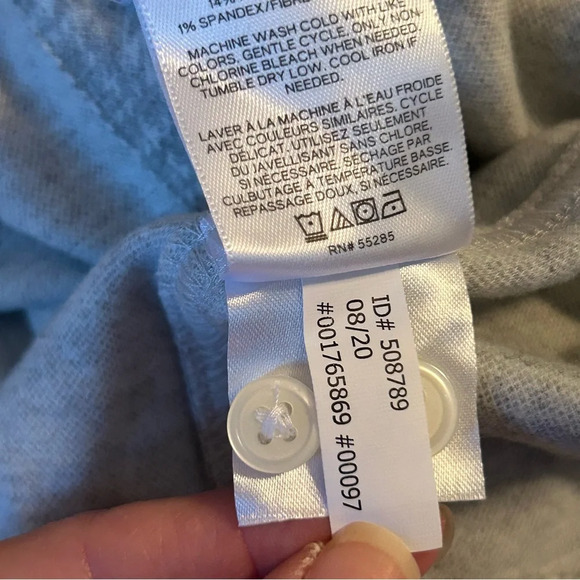 14%
1% SPANDEX/FIBR
MACHINE WASH COLD WITH LIKE
COLORS, GENTLE CYCLE, ONLY NON-
CHLORINE BLEACH WHEN NEEDED.
TUMBLE DRY LOW. COOL IRON IF
NEEDED.
LAVER À LA MACHINE À L'EAU FROIDE
AVEC COULEURS SIMILAIRES, CYCLE
DÉLICAT, UTILISEZ SEULEMENT
DU JAVELLISANT SANS CHLORE,
SI NÉCESSAIRE. SÉCHAGE PAR
CULBUTAGE À TEMPÉRATURE BASSE.
REPASSAGE DOUX, SI NÉCESSAIRE.
RN# 55285
ID# 508789
08/20
#001765869 #00097